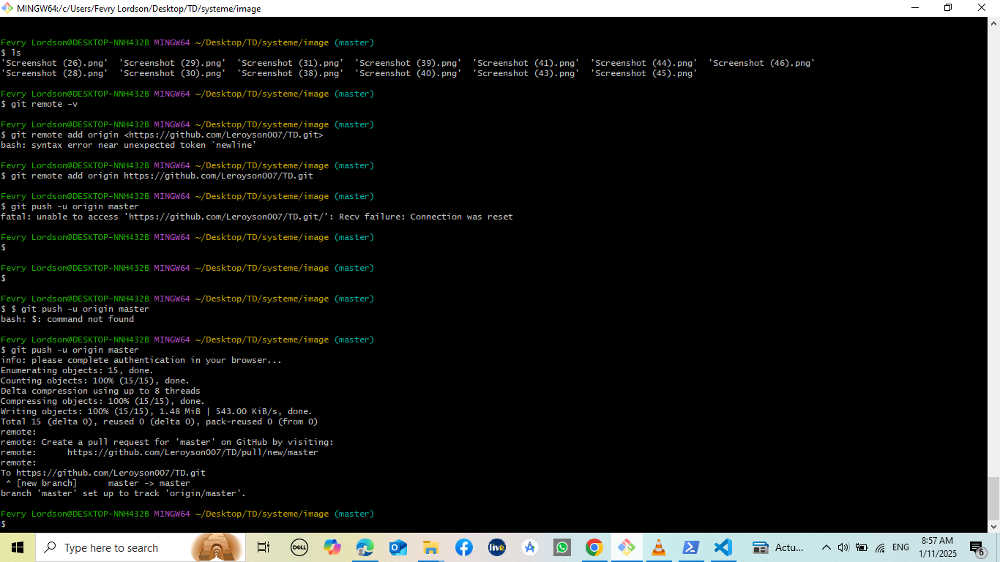 MINGW64:/c/Users/Fevry Lordson/Desktop/TD/systeme/image
Fevry Lordson@DESKTOP-NNH432B MINGW64 ~/Desktop/TD/systeme/image (master)
$ ls
'Screenshot (26).png'  'Screenshot (29).png'  'Screenshot (31).png'  'Screenshot (39).png'  'Screenshot (41).png'  'Screenshot (44).png'  'Screenshot (46).png'
'Screenshot (28).png'  'Screenshot (30).png'  'Screenshot (38).png'  'Screenshot (40).png'  'Screenshot (43).png'  'Screenshot (45).png'
Fevry Lordson@DESKTOP-NNH432B MINGW64 ~/Desktop/TD/systeme/image (master)
$ git remote -v
Fevry Lordson@DESKTOP-NNH432B MINGW64 ~/Desktop/TD/systeme/image (master)
$ git remote add origin <https://github.com/Leroyson007/TD.git>
bash: syntax error near unexpected token `newline'
Fevry Lordson@DESKTOP-NNH432B MINGW64 ~/Desktop/TD/systeme/image (master)
$ git remote add origin https://github.com/Leroyson007/TD.git
Fevry Lordson@DESKTOP-NNH432B MINGW64 ~/Desktop/TD/systeme/image (master)
$ git push -u origin master
fatal: unable to access 'https://github.com/Leroyson007/TD.git/': Recv failure: Connection was reset
Fevry Lordson@DESKTOP-NNH432B MINGW64 ~/Desktop/TD/systeme/image (master)
$
Fevry Lordson@DESKTOP-NNH432B MINGW64 ~/Desktop/TD/systeme/image (master)
$
Fevry Lordson@DESKTOP-NNH432B MINGW64 ~/Desktop/TD/systeme/image (master)
$ $ git push -u origin master
bash: $: command not found
Fevry Lordson@DESKTOP-NNH432B MINGW64 ~/Desktop/TD/systeme/image (master)
$ git push -u origin master
info: please complete authentication in your browser...
Enumerating objects: 15, done.
Counting objects: 100% (15/15), done.
Delta compression using up to 8 threads
Compressing objects: 100% (15/15), done.
Writing objects: 100% (15/15), 1.48 MiB | 543.00 KiB/s, done.
Total 15 (delta 0), reused 0 (delta 0), pack-reused 0 (from 0)
remote:
remote: Create a pull request for 'master' on GitHub by visiting:
remote:      https://github.com/Leroyson007/TD/pull/new/master
remote:
To https://github.com/Leroyson007/TD.git
 * [new branch]      master -> master
branch 'master' set up to track 'origin/master'.
Fevry Lordson@DESKTOP-NNH432B MINGW64 ~/Desktop/TD/systeme/image (master)
$
Type here to search
DELL
live
Actu...
ENG
8:57 AM
1/11/2025
6